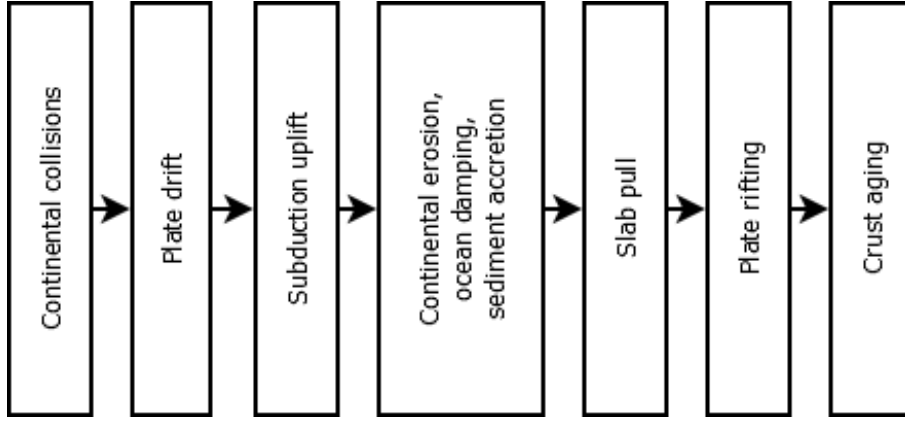 Continental collisions
Plate drift
Subduction uplift
Continental erosion,
ocean damping,
sediment accretion
Slab pull
Plate rifting
Crust aging